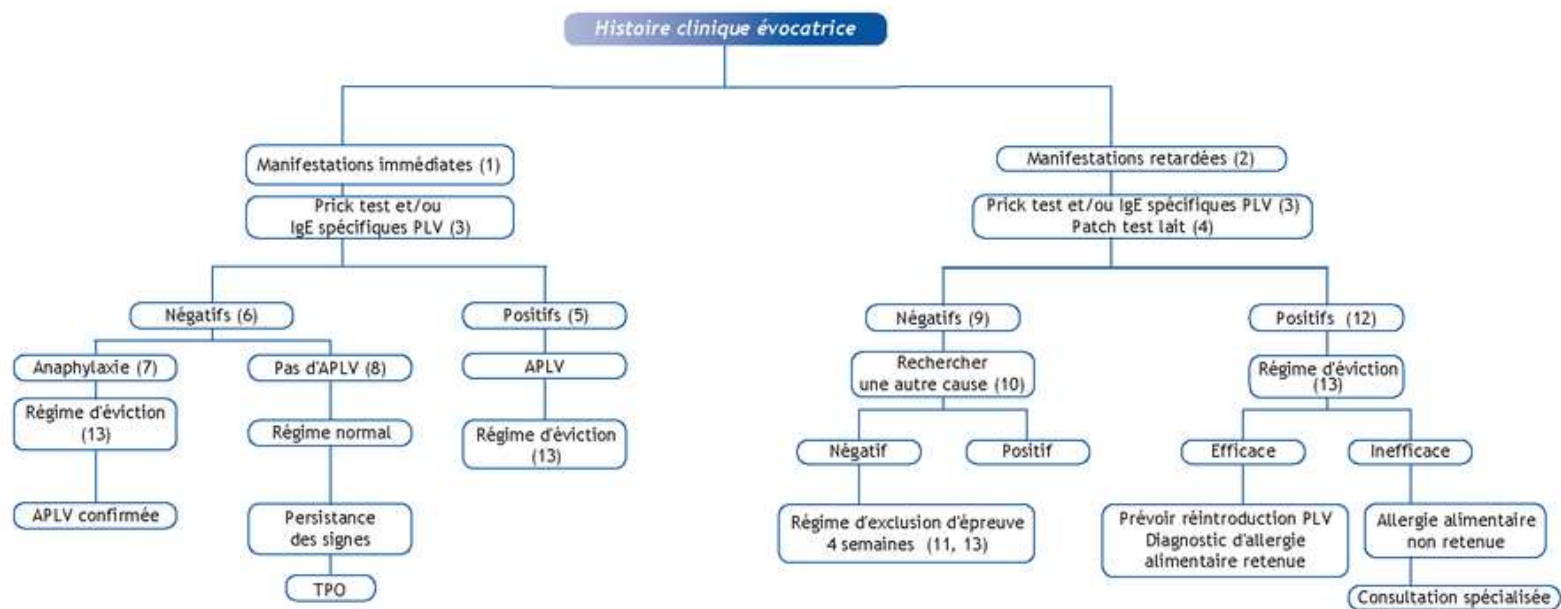 Histoire clinique évocatrice
Manifestations immédiates (1)
Prick test et/ou
IgE spécifiques PLV (3)
Négatifs (6)
Anaphylaxie (7)
Régime d'éviction
(13)
APLV confirmée
Pas d'APLV (8)
Régime normal
Persistance
des signes
TPO
Positifs (5)
APLV
Régime d'éviction
(13)
Manifestations retardées (2)
Prick test et/ou IgE spécifiques PLV (3)
Patch test lait (4)
Négatifs (9)
Rechercher
une autre cause (10)
Négatif
Régime d'exclusion d'épreuve
4 semaines (11, 13)
Positif
Positifs (12)
Régime d'éviction
(13)
Efficace
Prévoir réintroduction PLV
Diagnostic d'allergie
alimentaire retenue
Inefficace
Allergie alimentaire
non retenue
Consultation spécialisée